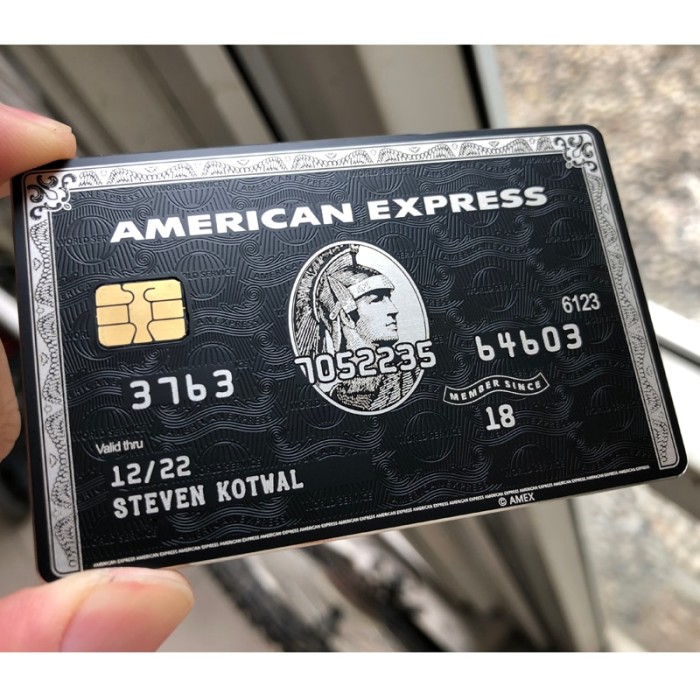 AMERICAN EXPRESS
6123
3763 7052235 64603
MEMBER SINCE
18
Valid thru
12/22
STEVEN KOTWAL
© AMEX